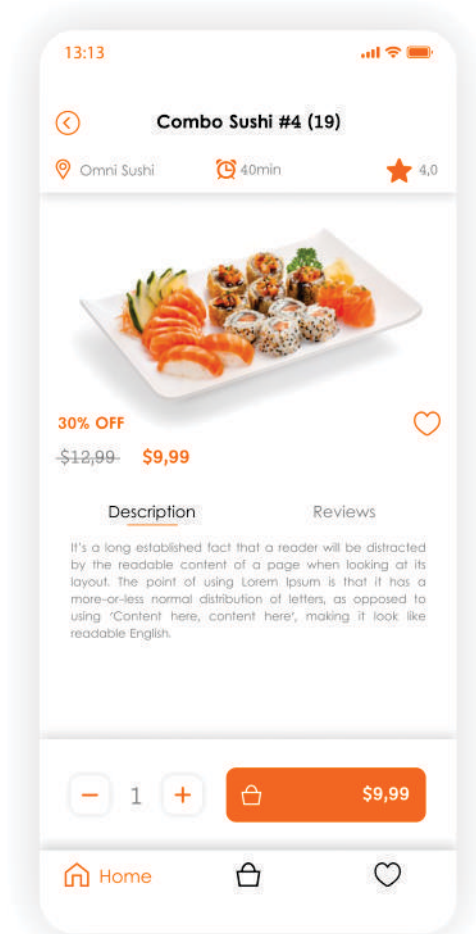 13:13
Combo Sushi #4 (19)
Omni Sushi 40min 4,0
30% OFF
$12,99 $9,99
Description Reviews
It's a long established fact that a reader will be distracted
by the readable content of a page when looking at its
layout. The point of using Lorem Ipsum is that it has a
more-or-less normal distribution of letters, as opposed to
using 'Content here, content here', making it look like
readable English.
1 $9,99
Home